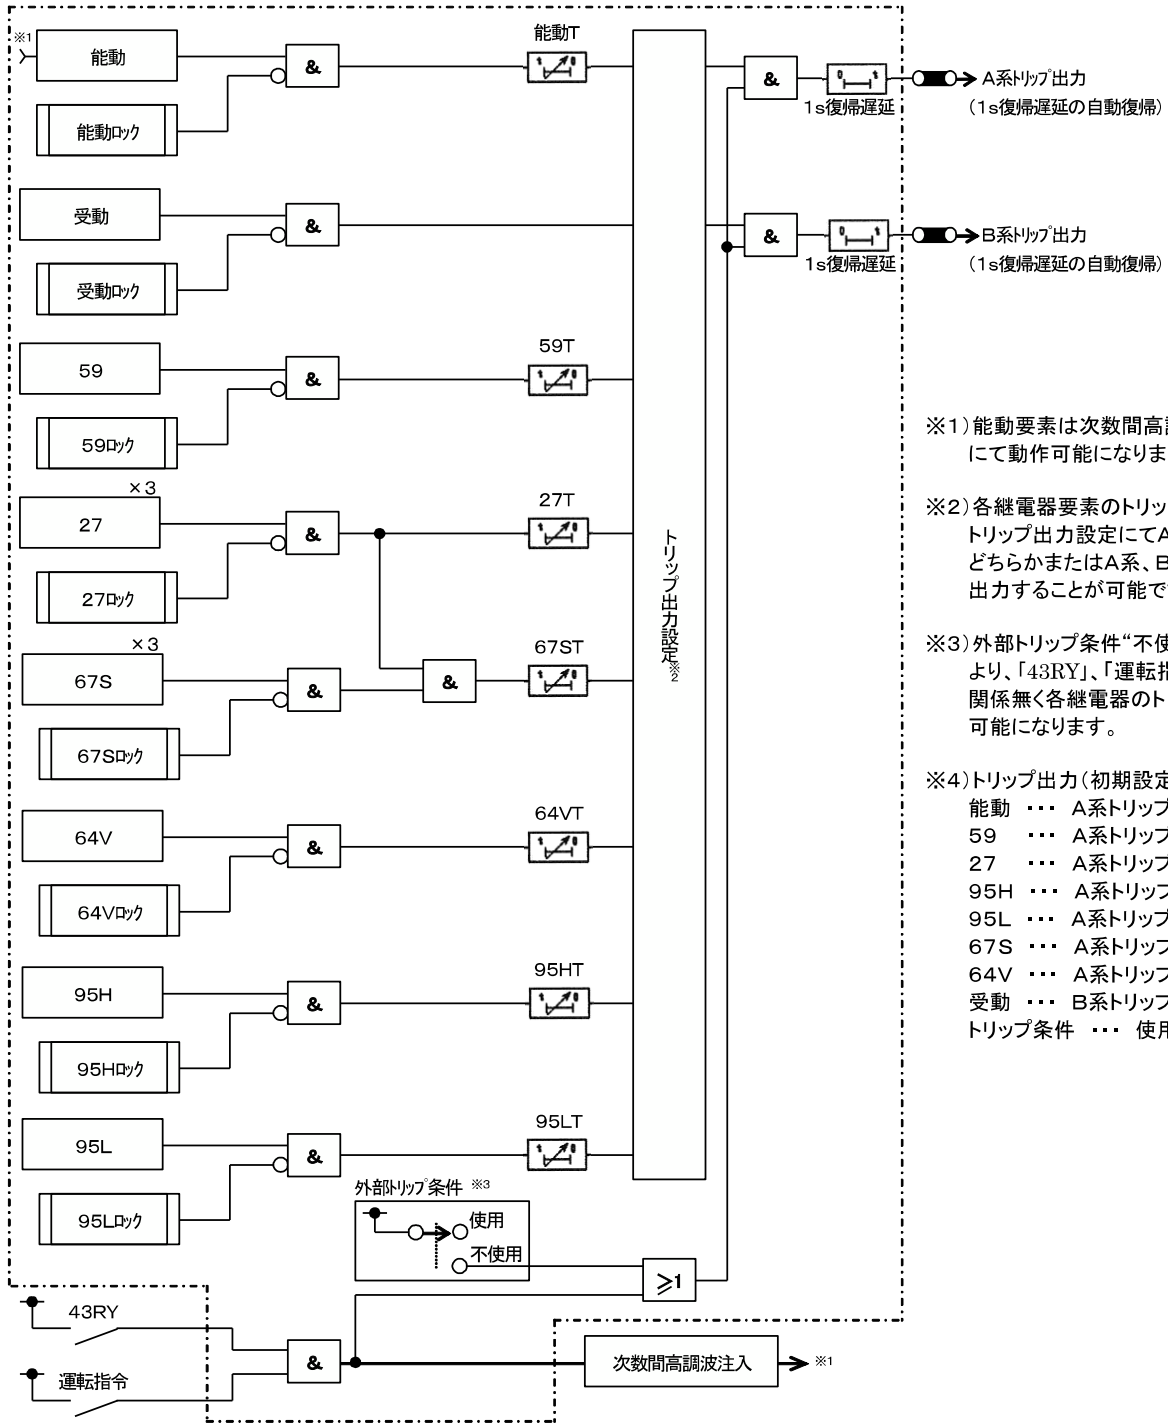 ※1
能動
&
能動T
t 0
&
0 t
A系トリップ出力
1s復帰遅延
(1s復帰遅延の自動復帰)
能動ロック
受動
&
&
0 t
B系トリップ出力
1s復帰遅延
(1s復帰遅延の自動復帰)
受動ロック
59
&
59T
t 0
59ロック
×3
27
&
27T
t 0
27ロック
×3
67S
&
&
67ST
t 0
67Sロック
64V
&
64VT
t 0
64Vロック
95H
&
95HT
t 0
95Hロック
95L
&
95LT
t 0
95Lロック
トリップ出力設定※2
外部トリップ条件 ※3
使用
不使用
≥1
43RY
運転指令
&
次数間高調波注入
※1
※1)能動要素は次数間高
にて動作可能になりま
※2)各継電器要素のトリッ
トリップ出力設定にてA
どちらかまたはA系、B
出力することが可能で
※3)外部トリップ条件“不使
より、「43RY」、「運転指
関係無く各継電器のト
可能になります。
※4)トリップ出力(初期設定
能動 ・・・ A系トリップ
59 ・・・ A系トリップ
27 ・・・ A系トリップ
95H ・・・ A系トリップ
95L ・・・ A系トリップ
67S ・・・ A系トリップ
64V ・・・ A系トリップ
受動 ・・・ B系トリップ
トリップ条件 ・・・ 使用